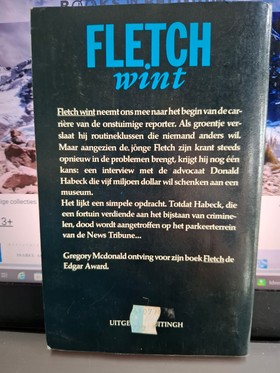 FLETCH
wint
Fletch wint neemt ons mee naar het begin van de car-
rière van de onstuimige reporter. Als groentje ver-
slaat hij routineklussen die niemand anders wil.
Maar aangezien de jonge Fletch zijn krant steeds
opnieuw in de problemen brengt, krijgt hij nog één
kans: een interview met de advocaat Donald
Habeck die vijf miljoen dollar wil schenken aan een
museum.
Het lijkt een simpele opdracht. Totdat Habeck, die
een fortuin verdiende aan het bijstaan van crimine-
len, dood wordt aangetroffen op het parkeerterrein
van de News Tribune...
Gregory Mcdonald ontving voor zijn boek Fletch de
Edgar Award.
UITGE ITINGH
3+